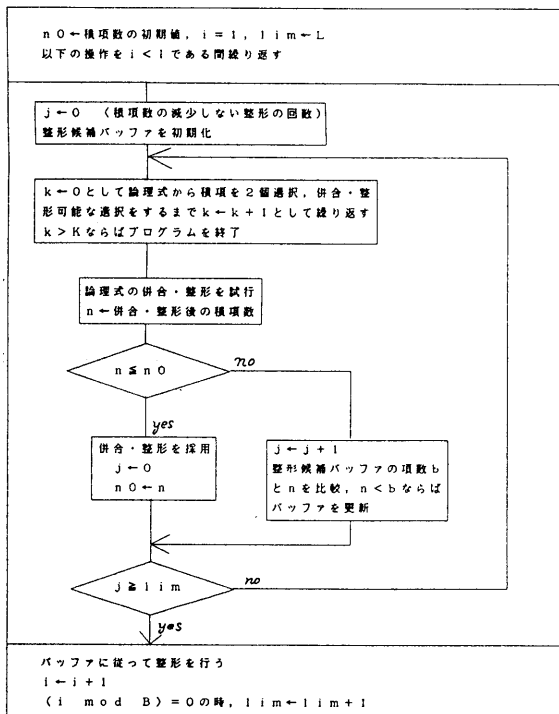 n0←積項数の初期値，i＝1，lim←L
以下の操作をi＜Iである間繰り返す
j←0　（積項数の減少しない整形の回数）
整形候補バッファを初期化
k←0として論理式から積項を2個選択，併合・整
形可能な選択をするまでk←k＋1として繰り返す
k＞Kならばプログラムを終了
論理式の併合・整形を試行
n←併合・整形後の積項数
n≦n0
no
yes
併合・整形を採用
j←0
n0←n
j←j＋1
整形候補バッファの項数b
とnを比較，n＜bならば
バッファを更新
j≧lim
no
yes
バッファに従って整形を行う
i←i＋1
（i mod B）＝0の時，lim←lim＋1